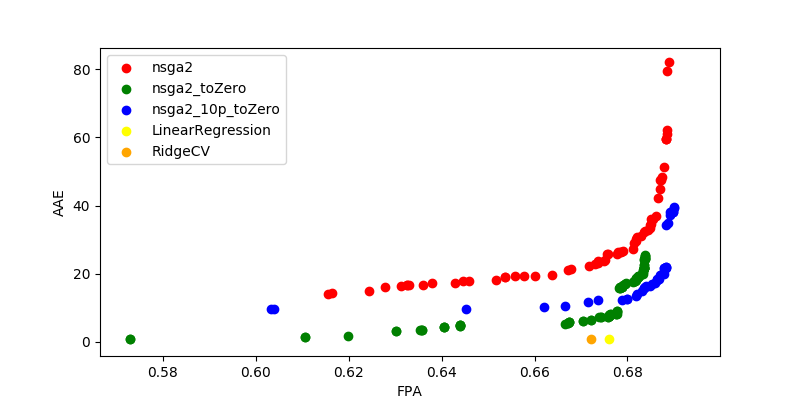 nsga2
nsga2_toZero
nsga2_10p_toZero
LinearRegression
RidgeCV
80
60
40
20
0
AAE
0.58
0.60
0.62
0.64
0.66
0.68
FPA